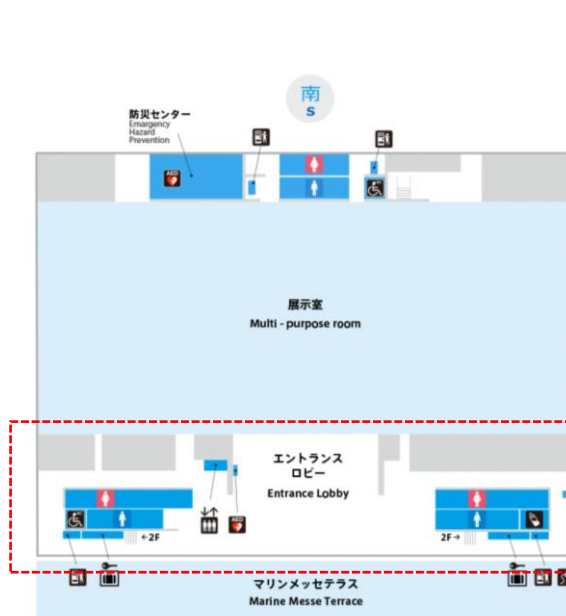 南
S
防災センター
Emargency
Hazard
Prevention
AED
展示室
Multi - purpose room
エントランス
ロビー
Entrance Lobby
←2F
AED
2F→
マリンメッセテラス
Marine Messe Terrace